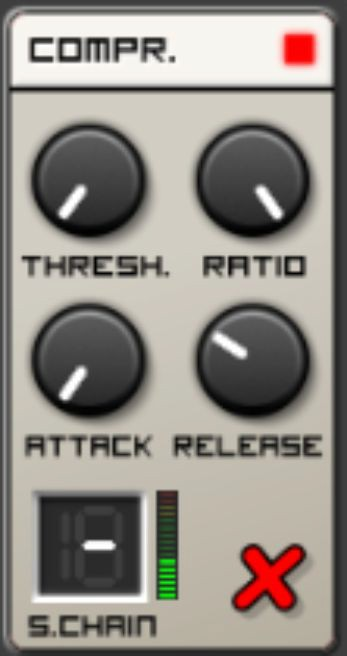 COMPR.
THRESH. RATIO
ATTACK RELEASE
-
S.CHAIN